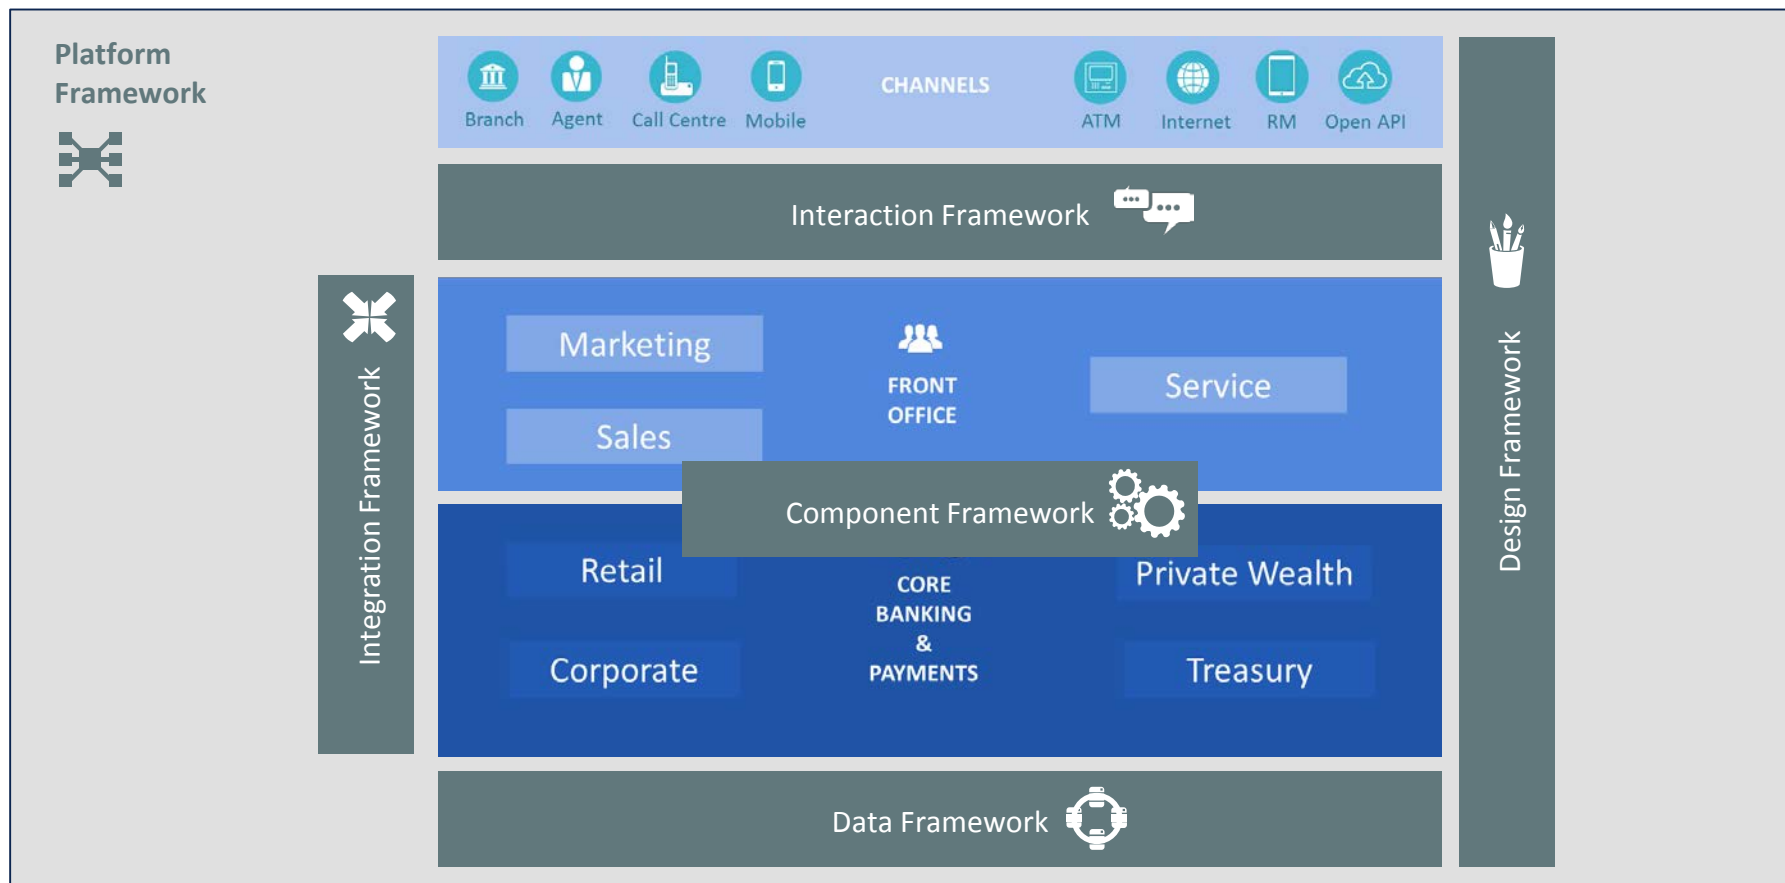 Platform
Framework
CHANNELS
Branch
Agent
Call Centre
Mobile
ATM
Internet
RM
Open API
Interaction Framework
Integration Framework
Marketing
Sales
FRONT
OFFICE
Service
Component Framework
Retail
Corporate
CORE
BANKING
&
PAYMENTS
Private Wealth
Treasury
Data Framework
Design Framework